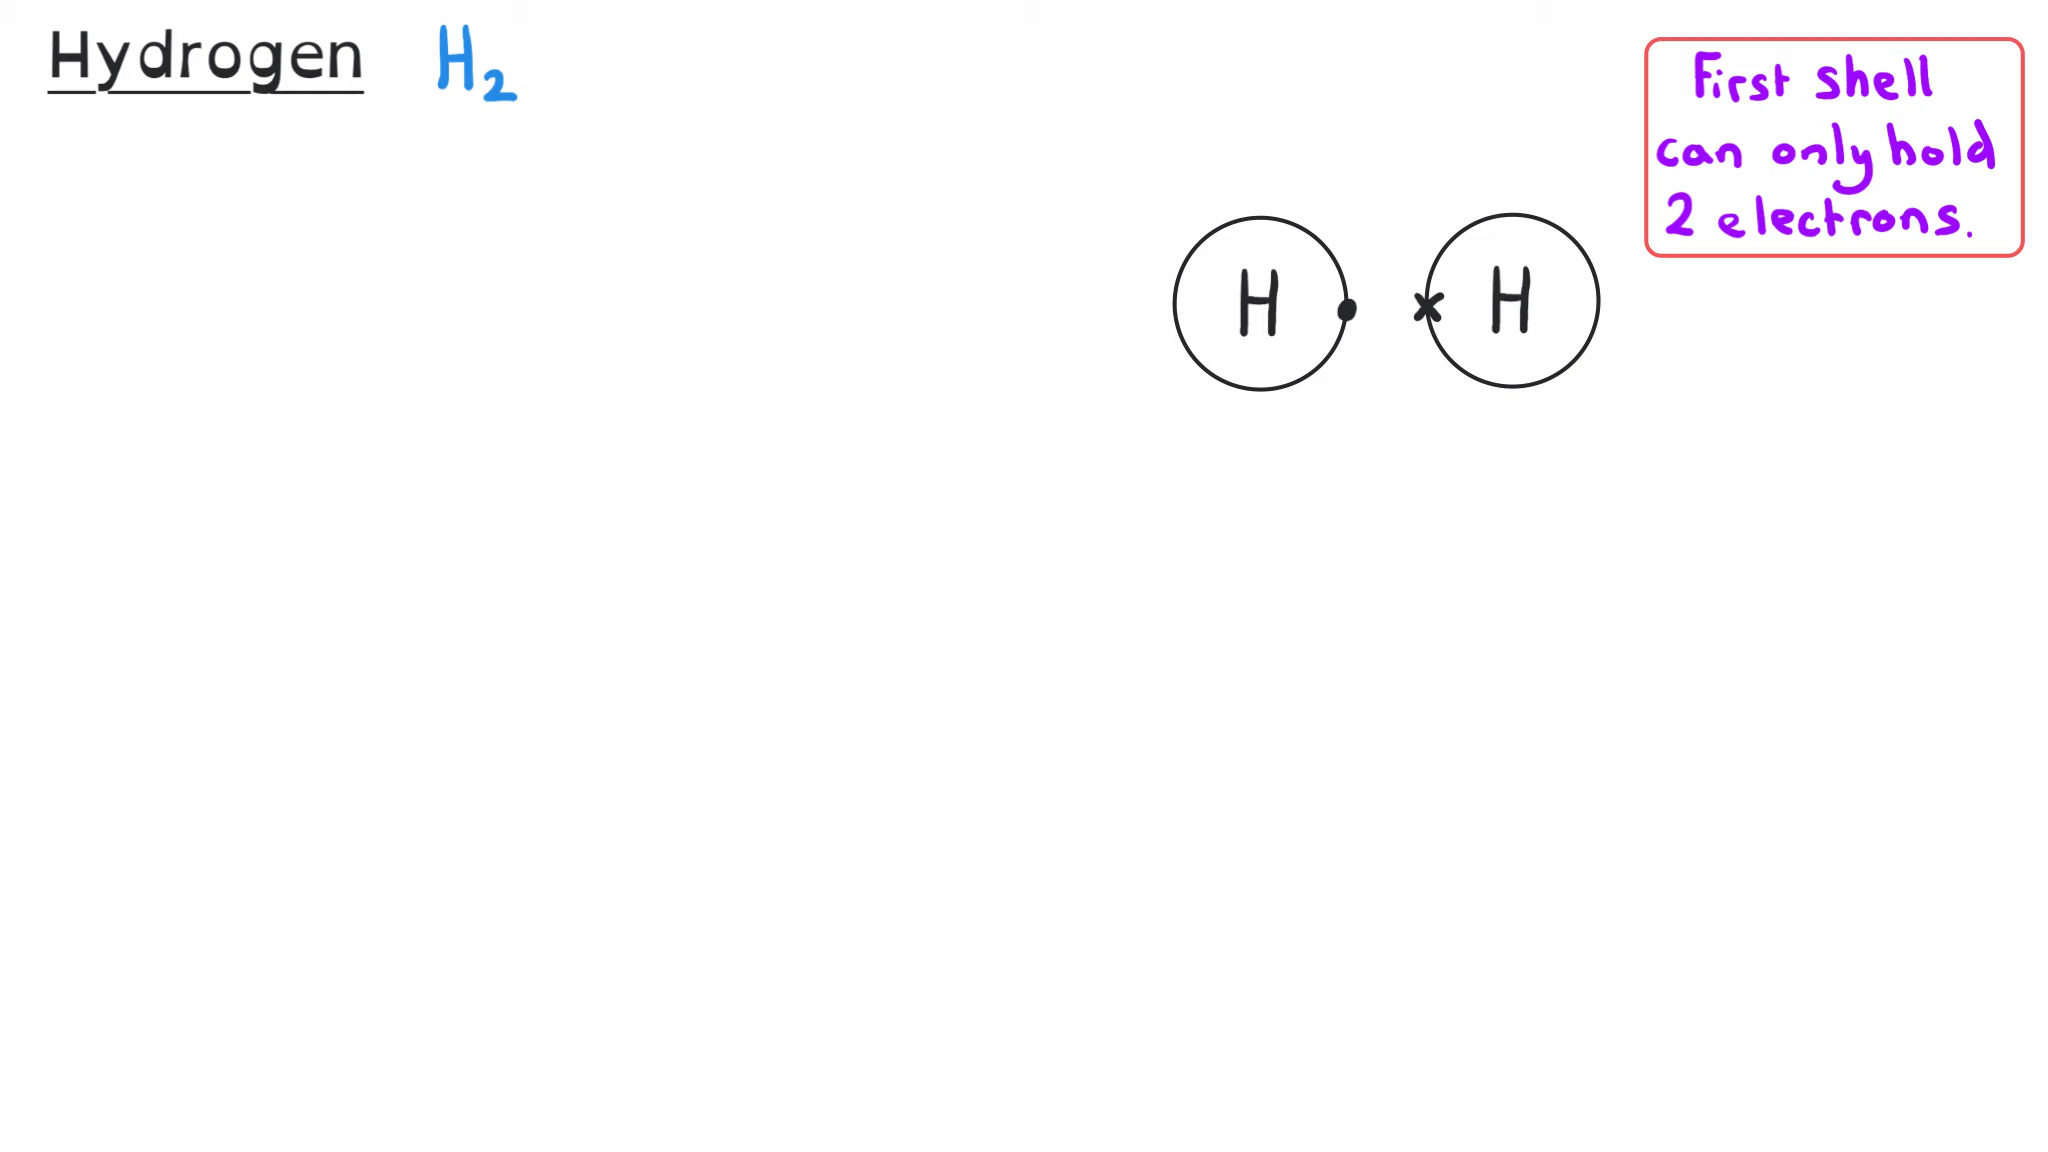 Hydrogen H₂
First shell
can only hold
2 electrons.
H H